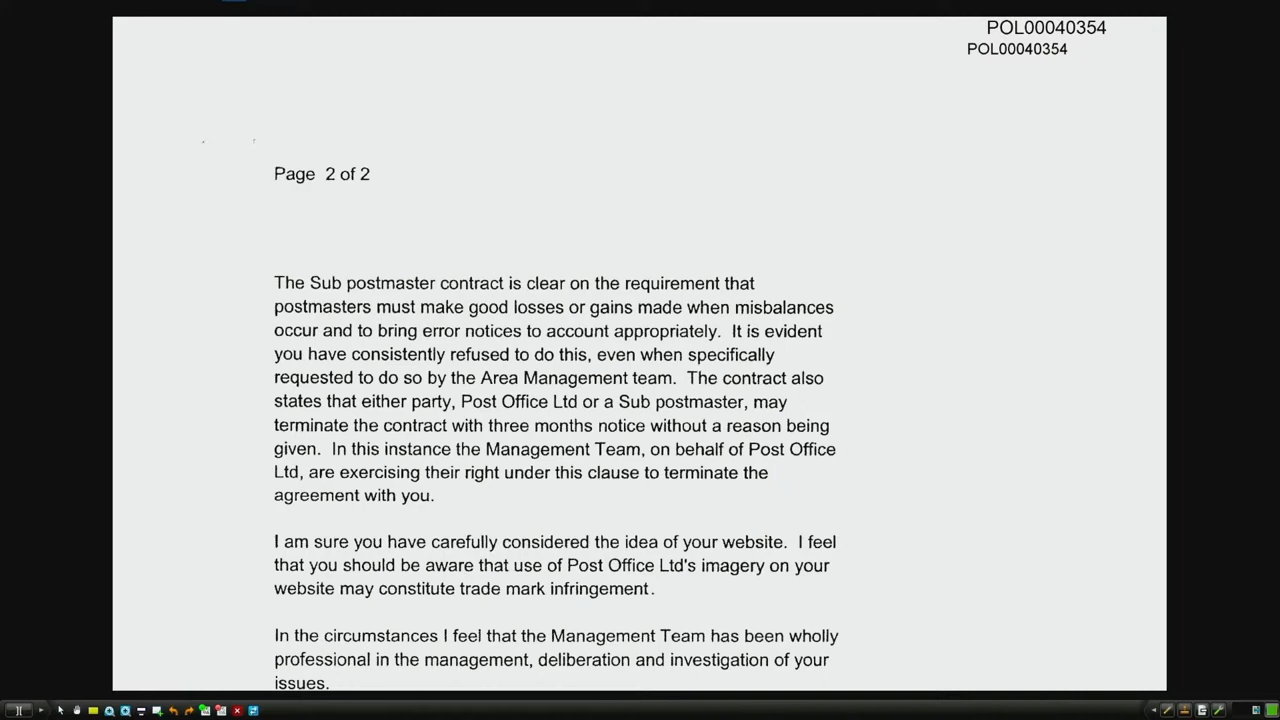 POL00040354
POL00040354
Page 2 of 2
The Sub postmaster contract is clear on the requirement that
postmasters must make good losses or gains made when misbalances
occur and to bring error notices to account appropriately. It is evident
you have consistently refused to do this, even when specifically
requested to do so by the Area Management team. The contract also
states that either party, Post Office Ltd or a Sub postmaster, may
terminate the contract with three months notice without a reason being
given. In this instance the Management Team, on behalf of Post Office
Ltd, are exercising their right under this clause to terminate the
agreement with you.
I am sure you have carefully considered the idea of your website. I feel
that you should be aware that use of Post Office Ltd's imagery on your
website may constitute trade mark infringement.
In the circumstances I feel that the Management Team has been wholly
professional in the management, deliberation and investigation of your
issues.